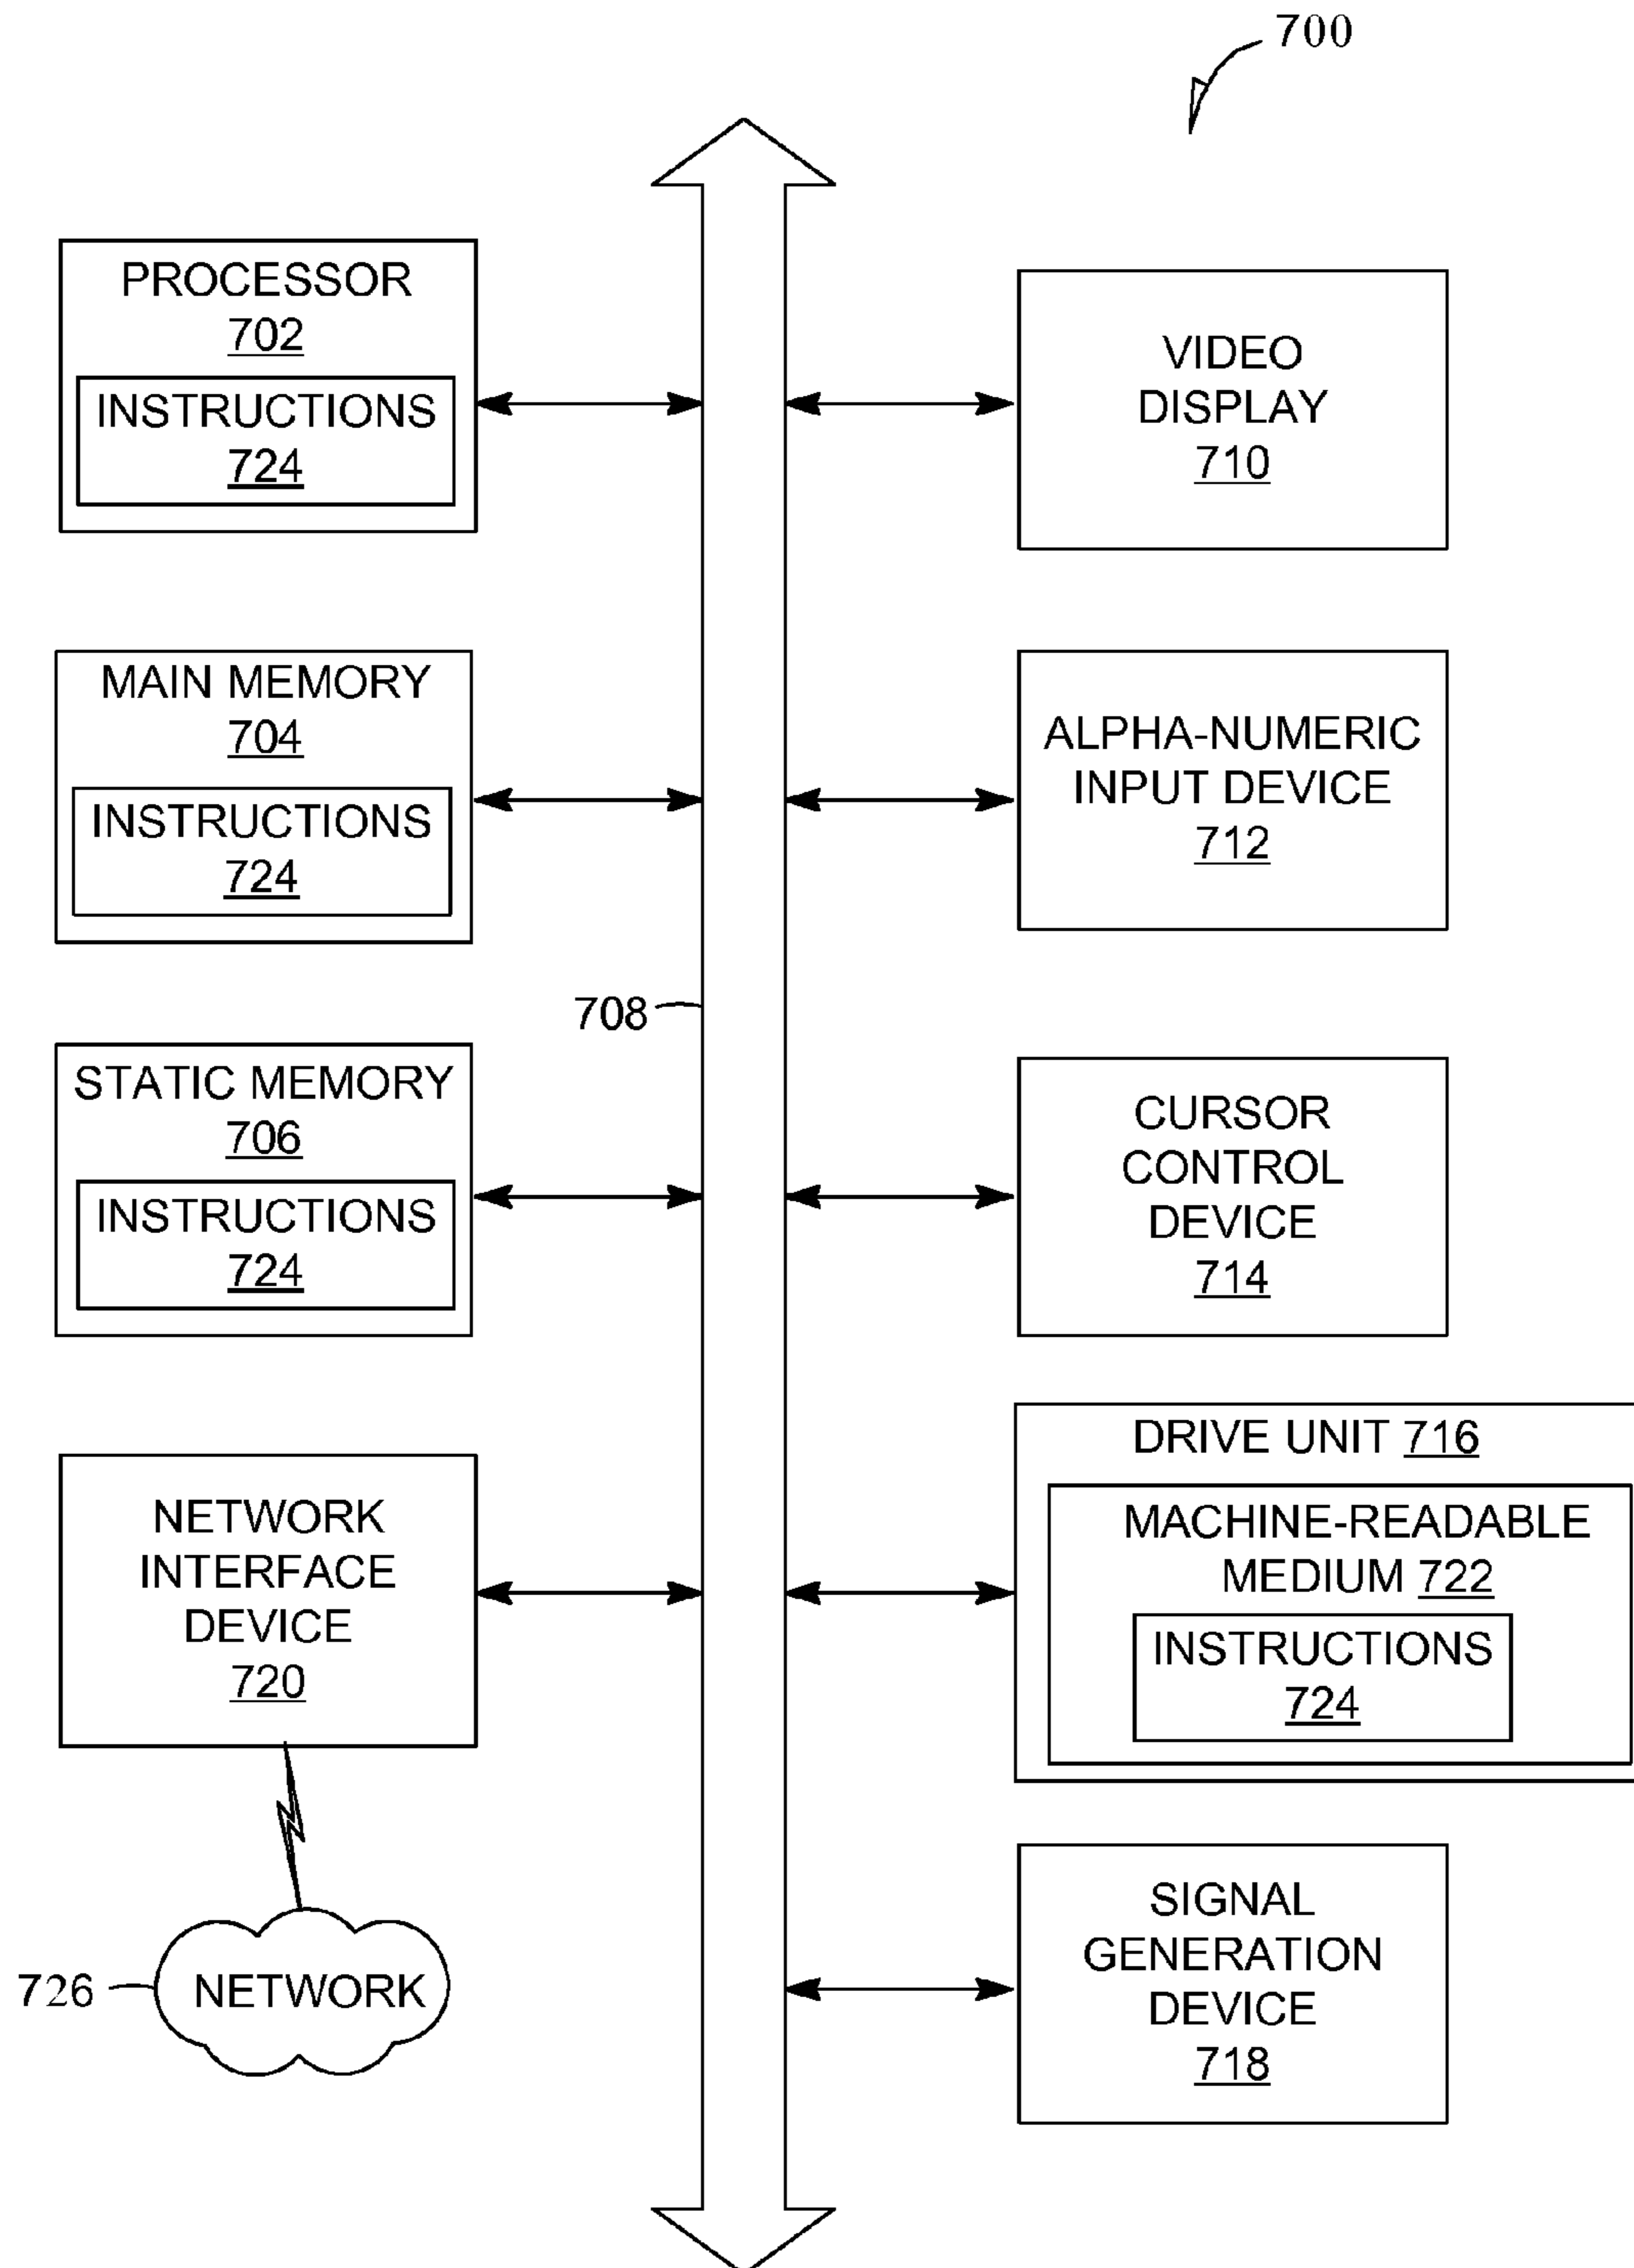 700
PROCESSOR
702
INSTRUCTIONS
724
VIDEO
DISPLAY
710
MAIN MEMORY
704
INSTRUCTIONS
724
ALPHA-NUMERIC
INPUT DEVICE
712
708
STATIC MEMORY
706
INSTRUCTIONS
724
CURSOR
CONTROL
DEVICE
714
NETWORK
INTERFACE
DEVICE
720
DRIVE UNIT 716
MACHINE-READABLE
MEDIUM 722
INSTRUCTIONS
724
726
NETWORK
SIGNAL
GENERATION
DEVICE
718